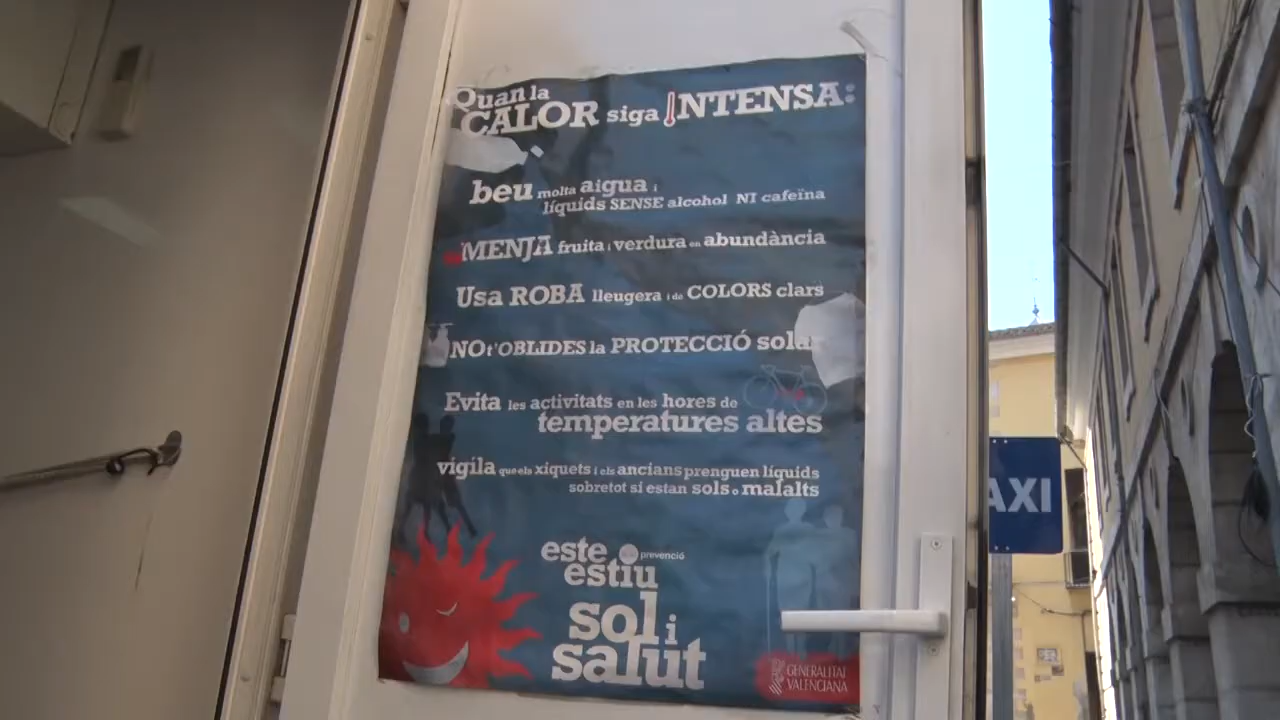 Quan la
CALOR siga INTENSA:
beu molta aigua i
líquids SENSE alcohol NI cafeïna
MENJA fruita i verdura en abundància
Usa ROBA lleugera i de COLORS clars
NO t'OBLIDES la PROTECCIÓ solar
Evita les activitats en les hores de
temperatures altes
vigila que els xiquets i els ancians prenguen líquids
sobretot si estan sols o malalts
este prevenció
estiu
sol i
salut
GENERALITAT
VALENCIANA
AXI